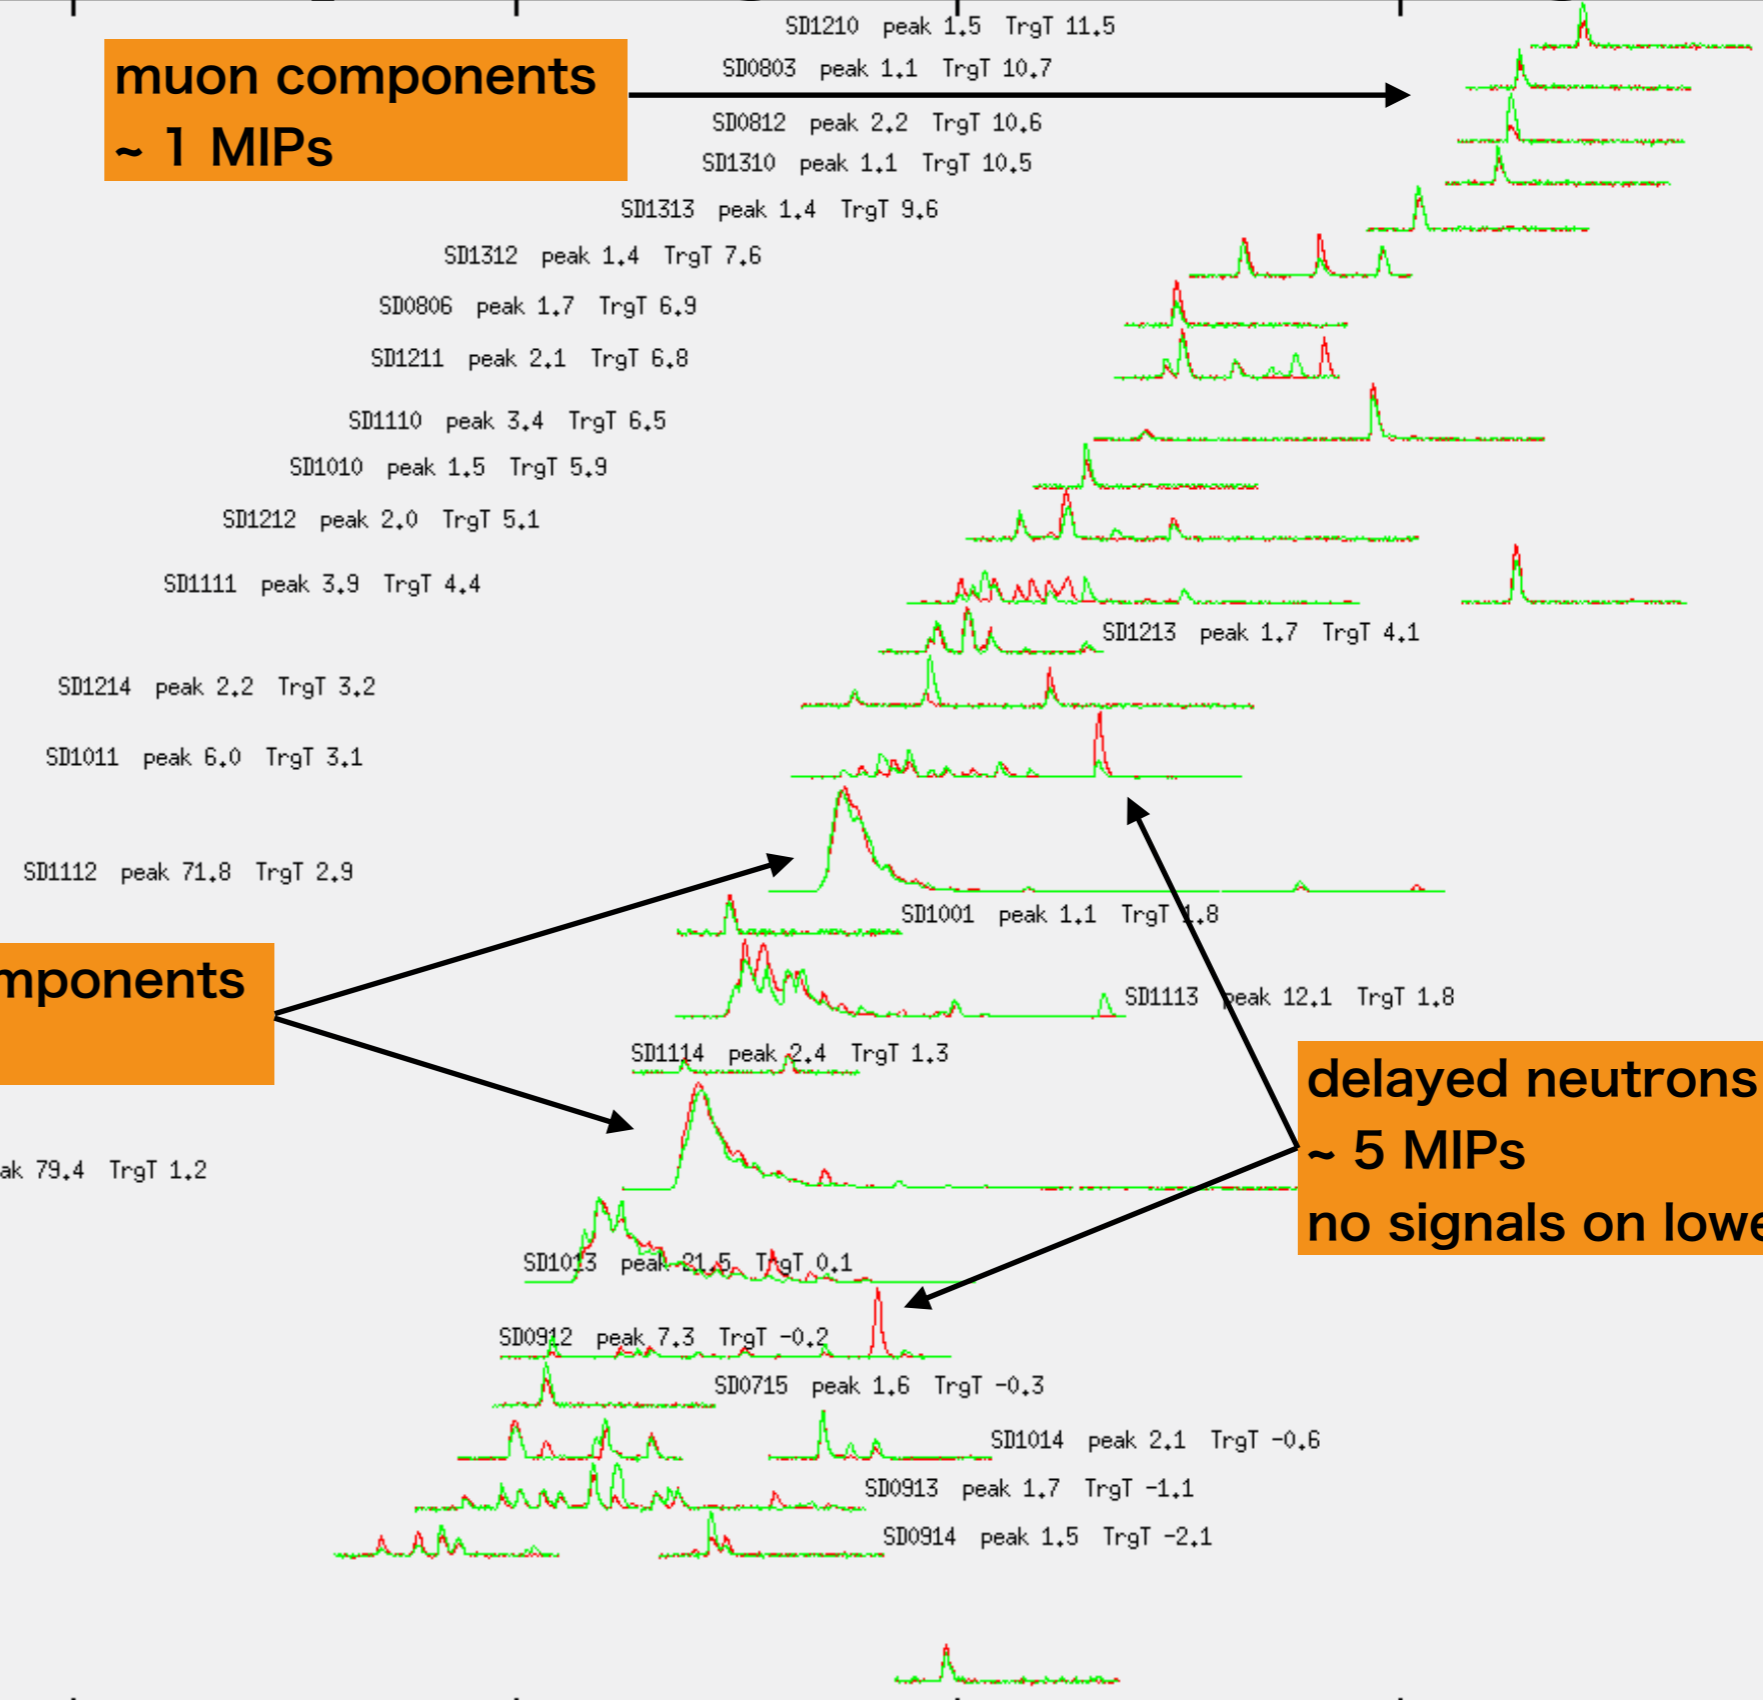 SD1210 peak 1.5 TrgT 11.5
muon components
~ 1 MIPs
SD0803 peak 1.1 TrgT 10.7
SD0812 peak 2.2 TrgT 10.6
SD1310 peak 1.1 TrgT 10.5
SD1313 peak 1.4 TrgT 9.6
SD1312 peak 1.4 TrgT 7.6
SD0806 peak 1.7 TrgT 6.9
SD1211 peak 2.1 TrgT 6.8
SD1110 peak 3.4 TrgT 6.5
SD1010 peak 1.5 TrgT 5.9
SD1212 peak 2.0 TrgT 5.1
SD1111 peak 3.9 TrgT 4.4
SD1213 peak 1.7 TrgT 4.1
SD1214 peak 2.2 TrgT 3.2
SD1011 peak 6.0 TrgT 3.1
SD1112 peak 71.8 TrgT 2.9
SD1001 peak 1.1 TrgT 1.8
mponents
SD1113 peak 12.1 TrgT 1.8
SD1114 peak 2.4 TrgT 1.3
delayed neutrons
~ 5 MIPs
no signals on lowe
ak 79.4 TrgT 1.2
SD1013 peak 21.5 TrgT 0.1
SD0912 peak 7.3 TrgT -0.2
SD0715 peak 1.6 TrgT -0.3
SD1014 peak 2.1 TrgT -0.6
SD0913 peak 1.7 TrgT -1.1
SD0914 peak 1.5 TrgT -2.1